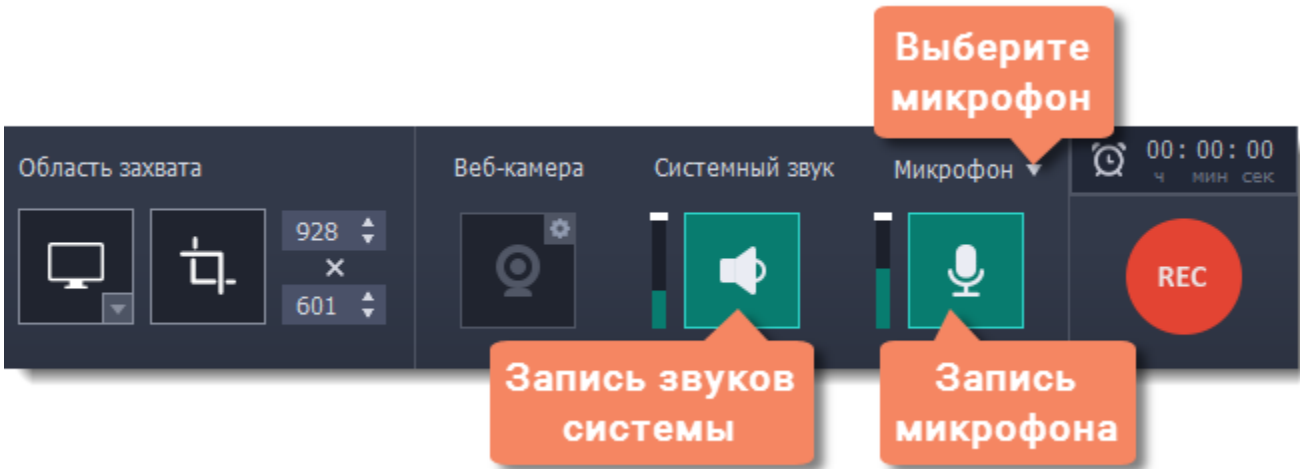 Выберите
микрофон
Область захвата
Веб-камера
Системный звук
Микрофон
00:00:00
ч мин сек
928
×
601
REC
Запись звуков
системы
Запись
микрофона